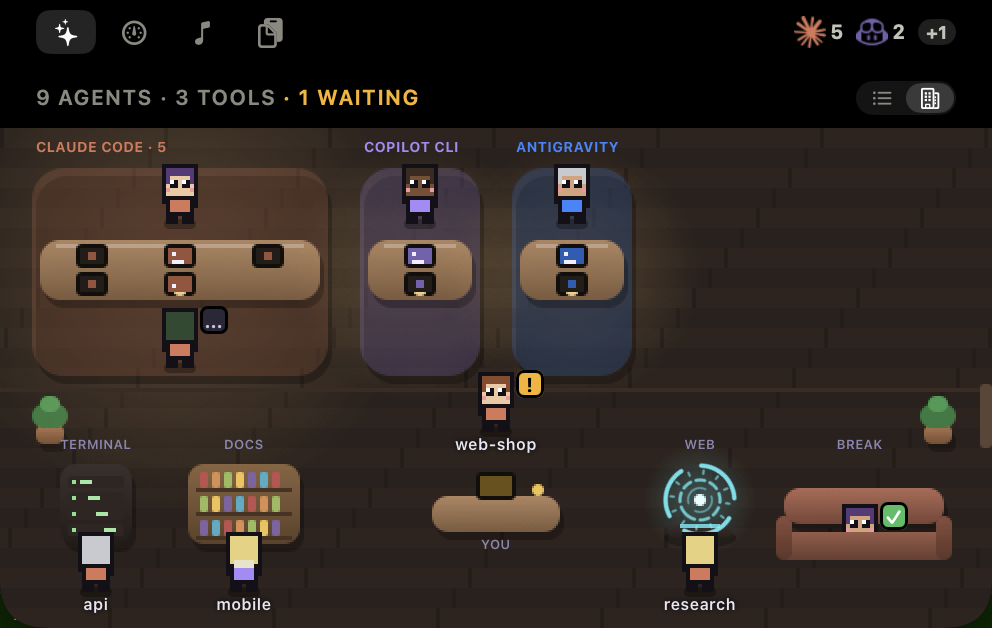 5 2 +1
9 AGENTS · 3 TOOLS · 1 WAITING
CLAUDE CODE · 5 COPILOT CLI ANTIGRAVITY
web-shop
TERMINAL DOCS WEB BREAK
YOU
api mobile research